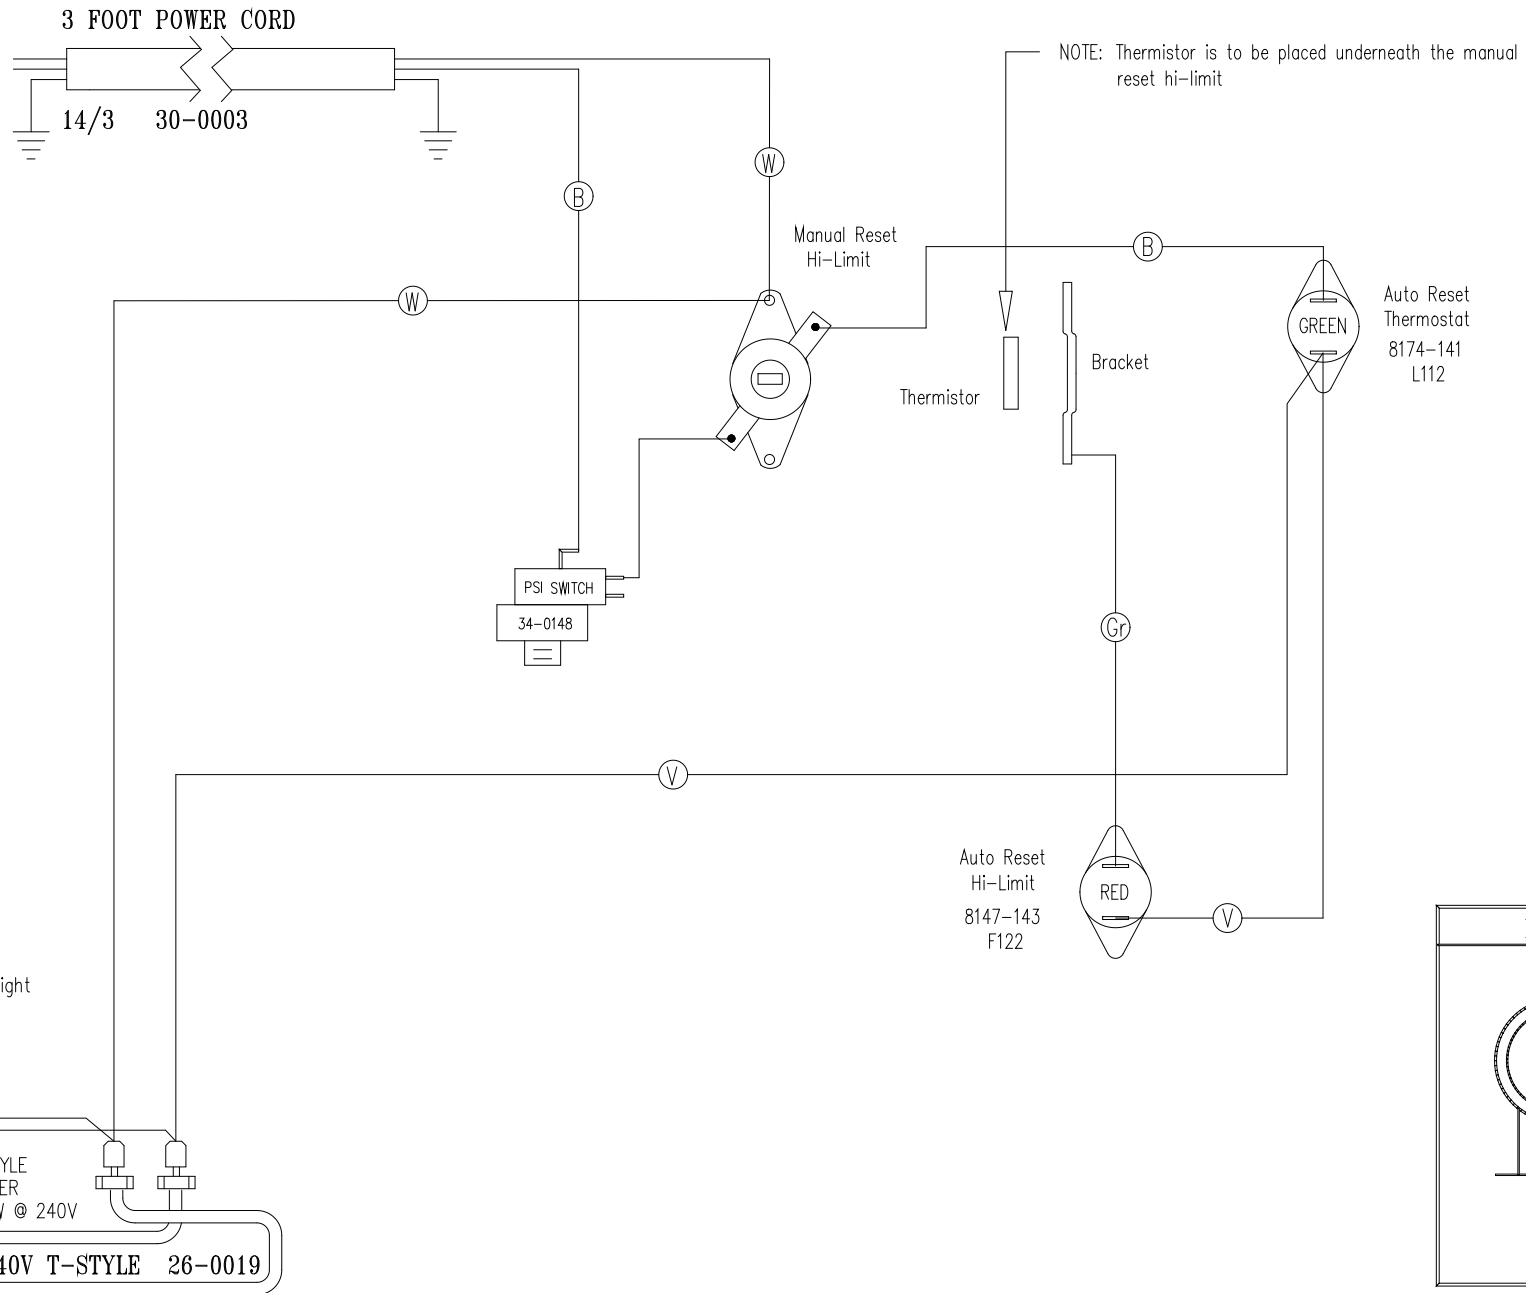 3 FOOT POWER CORD
14/3 30-0003
NOTE: Thermistor is to be placed underneath the manual
reset hi-limit
W
B
Manual Reset
Hi-Limit
B
W
Auto Reset
Thermostat
8174-141
L112
GREEN
Bracket
Thermistor
PSI SWITCH
34-0148
Gr
V
Auto Reset
Hi-Limit
8147-143
F122
RED
V
ight
YLE
ER
@ 240V
40V T-STYLE 26-0019